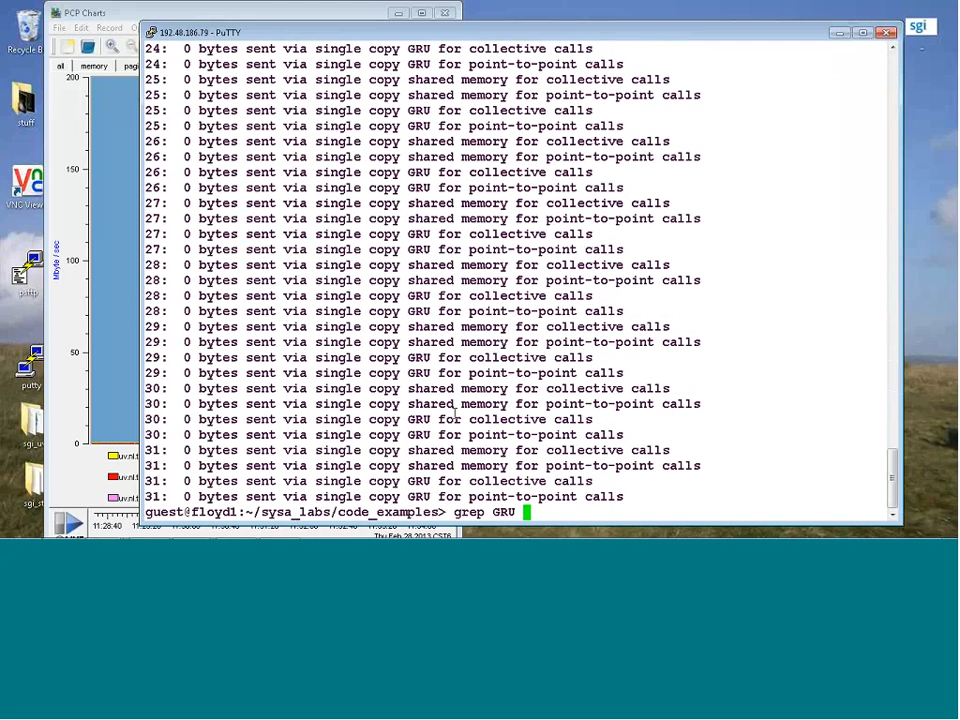 PCP Charts
File Edit Record
all memory
200
150
100
50
0
Mbyte / sec
11:28:40
Thu Feb 28 2013 CST6
Recycle B
stuff
VNC View
psftp
putty
sgi_u
sgi_st
sgi
192.48.186.79 - PuTTY
24: 0 bytes sent via single copy GRU for collective calls
24: 0 bytes sent via single copy GRU for point-to-point calls
25: 0 bytes sent via single copy shared memory for collective calls
25: 0 bytes sent via single copy shared memory for point-to-point calls
25: 0 bytes sent via single copy GRU for collective calls
25: 0 bytes sent via single copy GRU for point-to-point calls
26: 0 bytes sent via single copy shared memory for collective calls
26: 0 bytes sent via single copy shared memory for point-to-point calls
26: 0 bytes sent via single copy GRU for collective calls
26: 0 bytes sent via single copy GRU for point-to-point calls
27: 0 bytes sent via single copy shared memory for collective calls
27: 0 bytes sent via single copy shared memory for point-to-point calls
27: 0 bytes sent via single copy GRU for collective calls
27: 0 bytes sent via single copy GRU for point-to-point calls
28: 0 bytes sent via single copy shared memory for collective calls
28: 0 bytes sent via single copy shared memory for point-to-point calls
28: 0 bytes sent via single copy GRU for collective calls
28: 0 bytes sent via single copy GRU for point-to-point calls
29: 0 bytes sent via single copy shared memory for collective calls
29: 0 bytes sent via single copy shared memory for point-to-point calls
29: 0 bytes sent via single copy GRU for collective calls
29: 0 bytes sent via single copy GRU for point-to-point calls
30: 0 bytes sent via single copy shared memory for collective calls
30: 0 bytes sent via single copy shared memory for point-to-point calls
30: 0 bytes sent via single copy GRU for collective calls
30: 0 bytes sent via single copy GRU for point-to-point calls
31: 0 bytes sent via single copy shared memory for collective calls
31: 0 bytes sent via single copy shared memory for point-to-point calls
31: 0 bytes sent via single copy GRU for collective calls
31: 0 bytes sent via single copy GRU for point-to-point calls
guest@floyd1:~/sysa_labs/code_examples> grep GRU